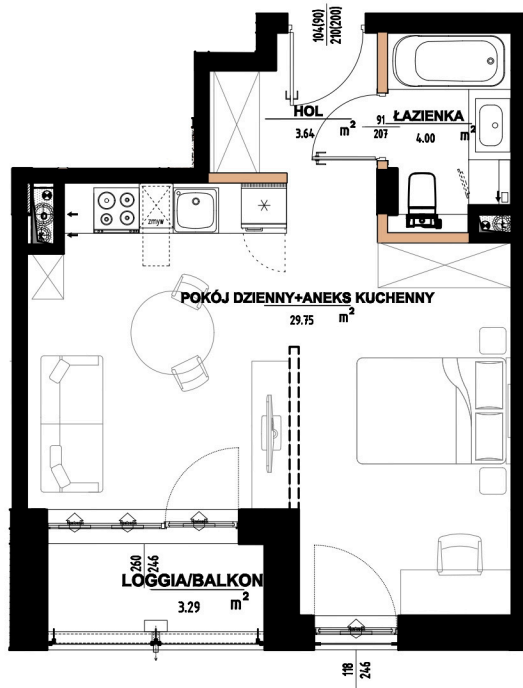 104(90)
210(200)
HOL
3.64 m²
91
207
ŁAZIENKA
4.00 m²
zmyw
POKÓJ DZIENNY+ANEKS KUCHENNY
29.75 m²
260
246
LOGGIA/BALKON
3.29 m²
118
246